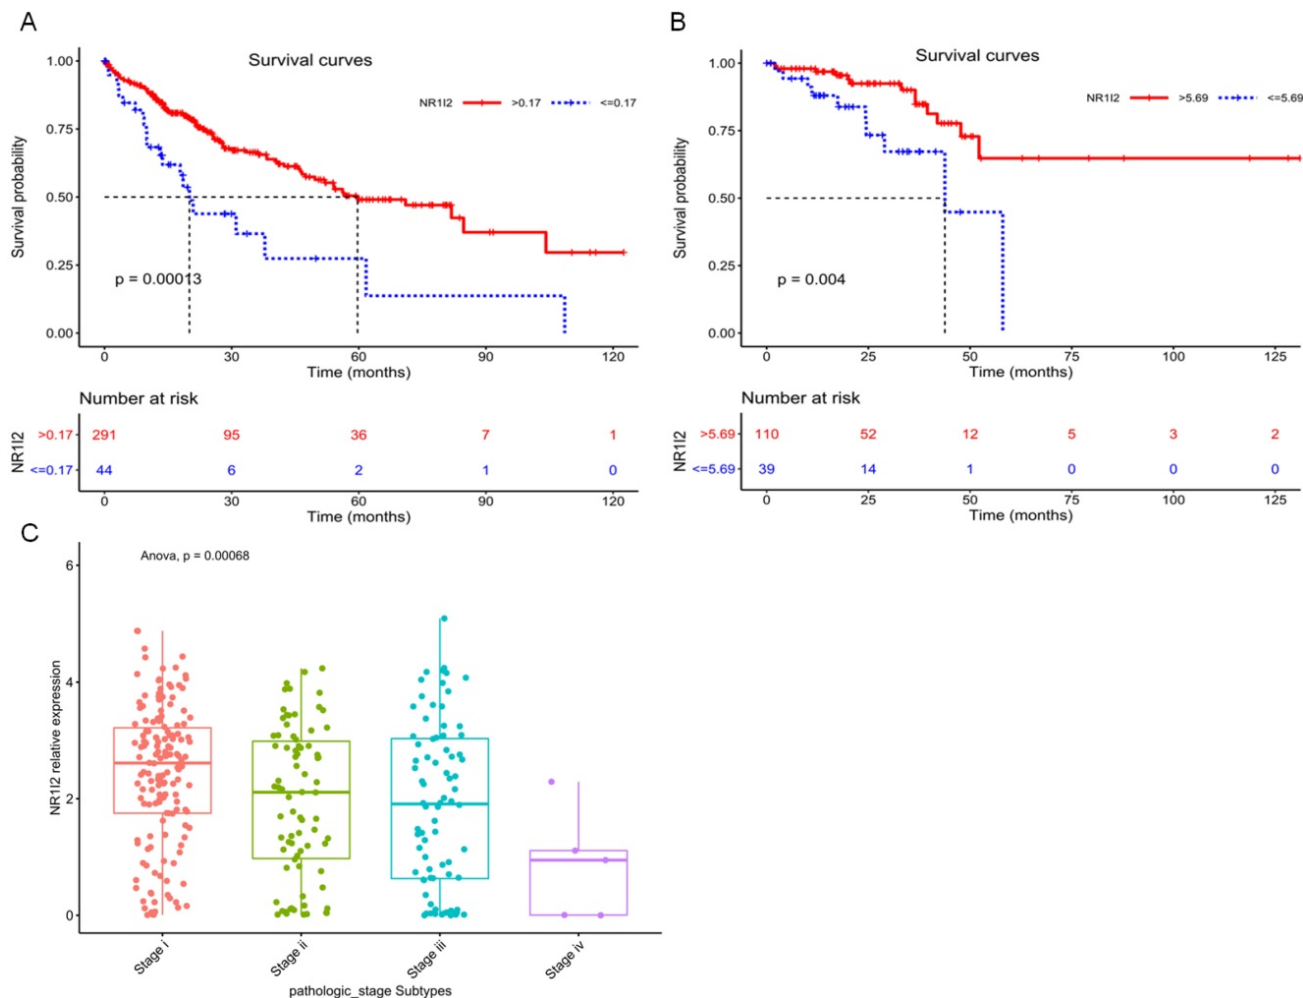 A
Survival curves
NR1I2 >0.17 <=0.17
1.00
0.75
0.50
0.25
0.00
Survival probability
p = 0.00013
0 30 60 90 120
Time (months)
Number at risk
NR1I2
>0.17 291 95 36 7 1
<=0.17 44 6 2 1 0
0 30 60 90 120
Time (months)
B
Survival curves
NR1I2 >5.69 <=5.69
1.00
0.75
0.50
0.25
0.00
Survival probability
p = 0.004
0 25 50 75 100 125
Time (months)
Number at risk
NR1I2
>5.69 110 52 12 5 3 2
<=5.69 39 14 1 0 0 0
0 25 50 75 100 125
Time (months)
C
Anova, p = 0.00068
6
4
2
0
NR1I2 relative expression
Stage i Stage ii Stage iii Stage iv
pathologic_stage Subtypes